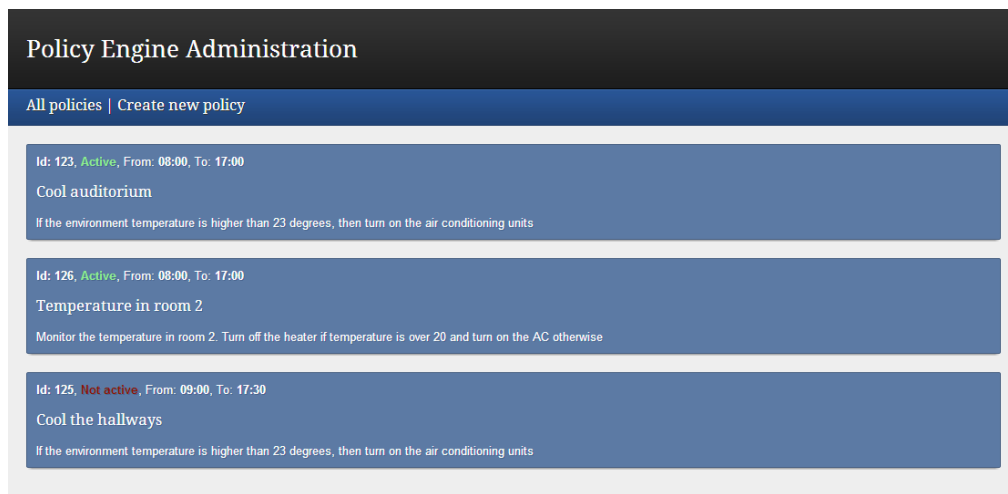 Policy Engine Administration
All policies | Create new policy
Id: 123, Active, From: 08:00, To: 17:00
Cool auditorium
If the environment temperature is higher than 23 degrees, then turn on the air conditioning units
Id: 126, Active, From: 08:00, To: 17:00
Temperature in room 2
Monitor the temperature in room 2. Turn off the heater if temperature is over 20 and turn on the AC otherwise
Id: 125, Not active, From: 09:00, To: 17:30
Cool the hallways
If the environment temperature is higher than 23 degrees, then turn on the air conditioning units